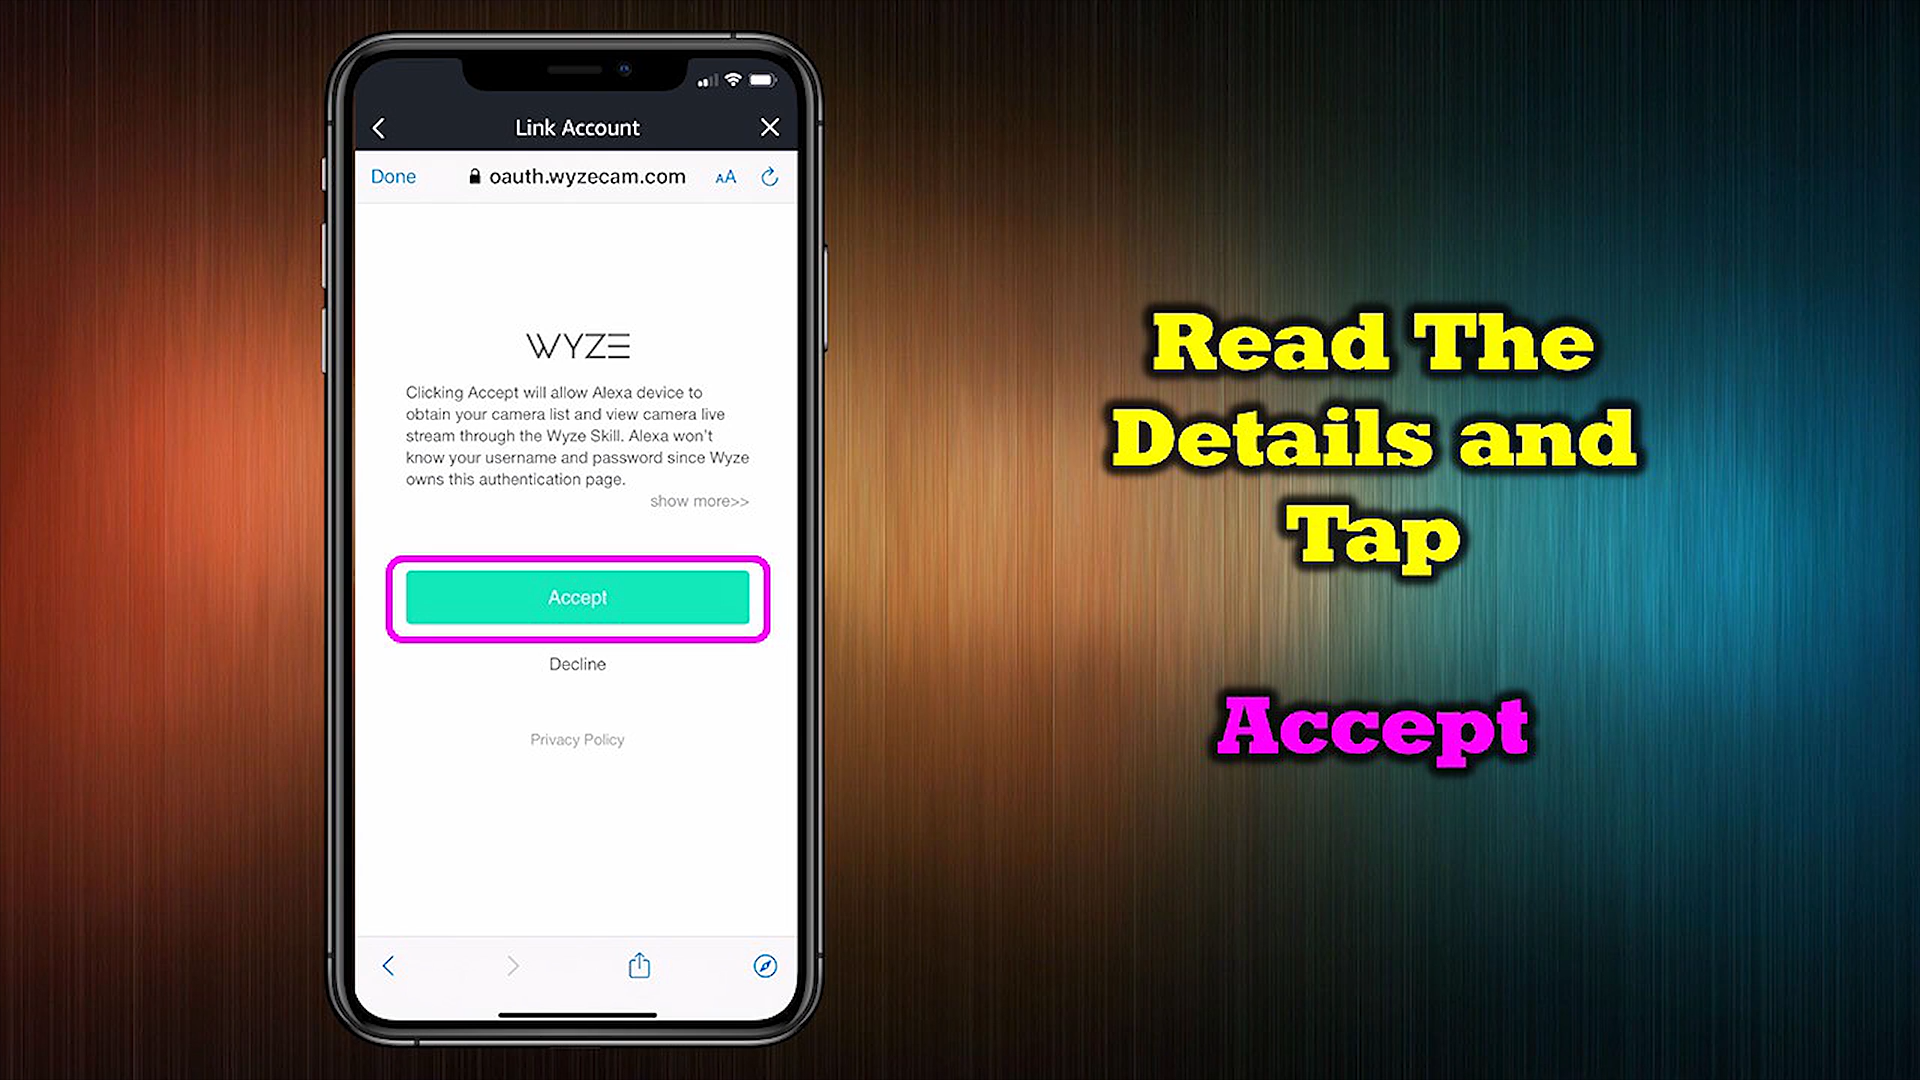 Link Account
Done
oauth.wyzecam.com
AA
WYZE
Clicking Accept will allow Alexa device to
obtain your camera list and view camera live
stream through the Wyze Skill. Alexa won't
know your username and password since Wyze
owns this authentication page.
show more>>
Accept
Decline
Privacy Policy
Read The
Details and
Tap
Accept